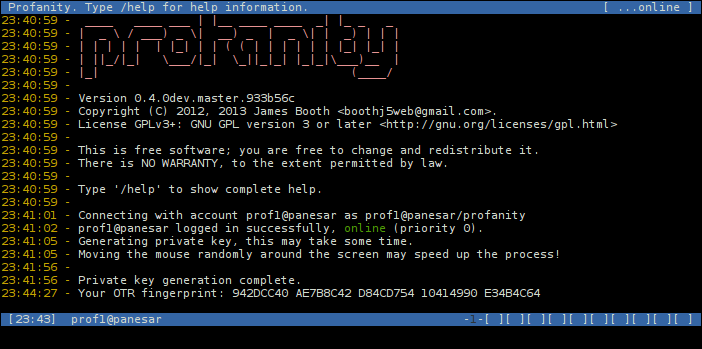 Profanity. Type /help for help information. [ ...online ]
23:40:59 -
23:40:59 -
23:40:59 -
23:40:59 -
23:40:59 -
23:40:59 -
23:40:59 - Version 0.4.0dev.master.933b56c
23:40:59 - Copyright (C) 2012, 2013 James Booth <boothj5web@gmail.com>.
23:40:59 - License GPLv3+: GNU GPL version 3 or later <http://gnu.org/licenses/gpl.html>
23:40:59 -
23:40:59 - This is free software; you are free to change and redistribute it.
23:40:59 - There is NO WARRANTY, to the extent permitted by law.
23:40:59 -
23:40:59 - Type '/help' to show complete help.
23:40:59 -
23:41:01 - Connecting with account prof1@panesar as prof1@panesar/profanity
23:41:02 - prof1@panesar logged in successfully, online (priority 0).
23:41:05 - Generating private key, this may take some time.
23:41:05 - Moving the mouse randomly around the screen may speed up the process!
23:41:56 -
23:41:56 - Private key generation complete.
23:44:27 - Your OTR fingerprint: 942DCC40 AE7B8C42 D84CD754 10414990 E34B4C64
[23:43] prof1@panesar -1-[ ][ ][ ][ ][ ][ ][ ][ ][ ][ ]